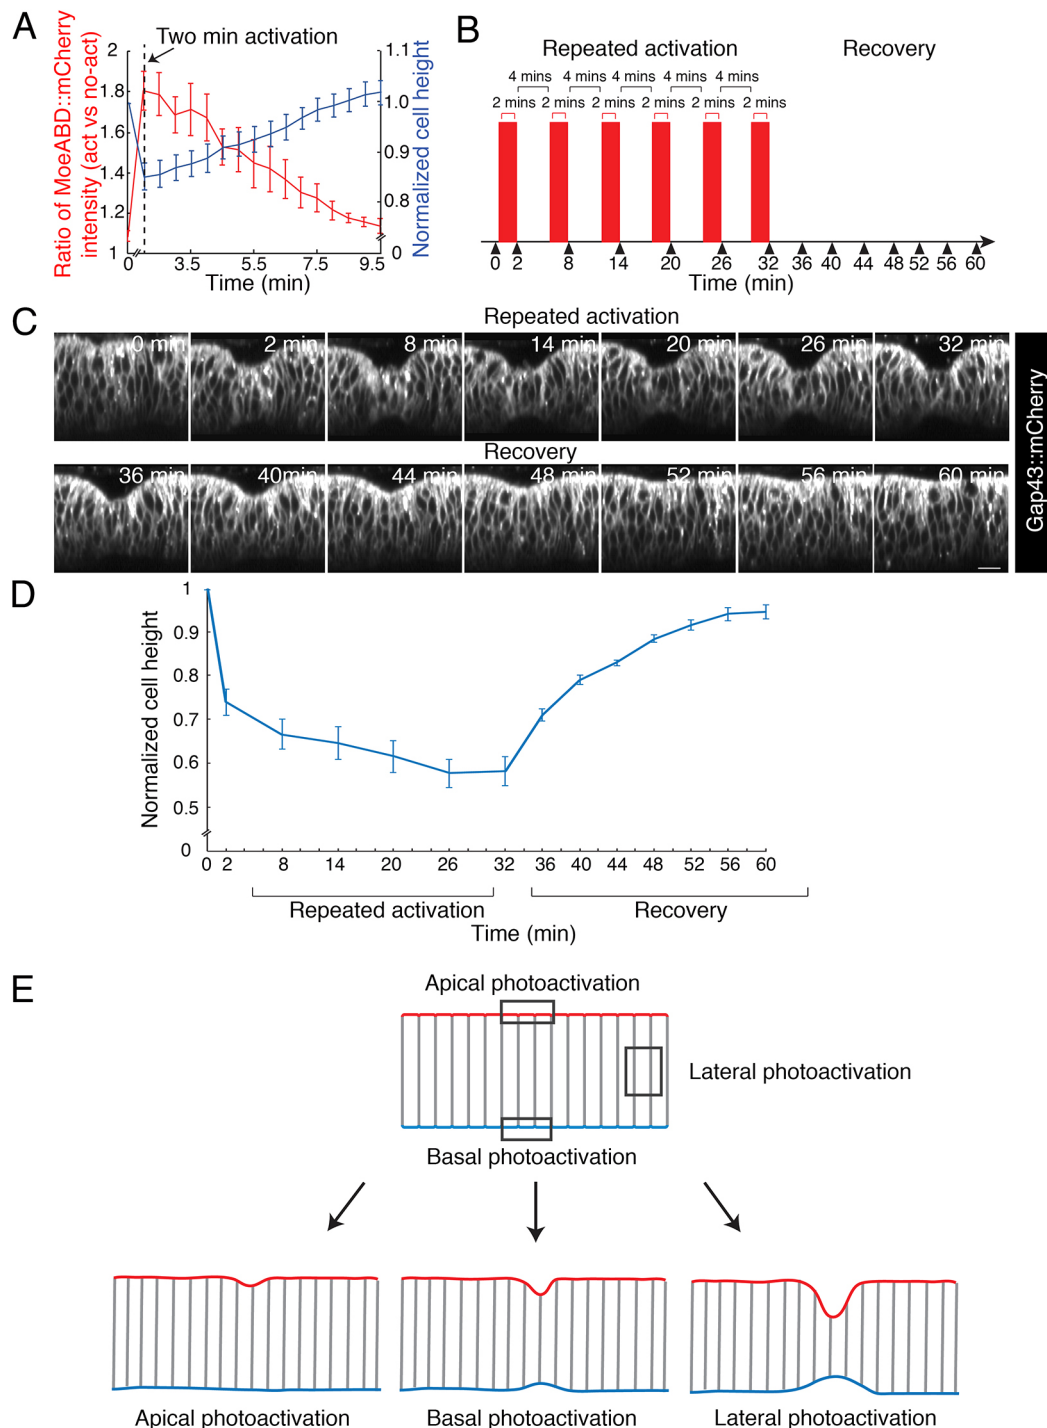 A
Two min activation
Ratio of MoeABD::mCherry
intensity (act vs no-act)
2
1.8
1.6
1.4
1.2
1
1.1
1.0
0.9
0.8
0
Normalized cell height
0 3.5 5.5 7.5 9.5
Time (min)
B
Repeated activation Recovery
4 mins 4 mins 4 mins 4 mins 4 mins
2 mins 2 mins 2 mins 2 mins 2 mins 2 mins
0 2 8 14 20 26 32 36 40 44 48 52 56 60
Time (min)
C
Repeated activation
0 min 2 min 8 min 14 min 20 min 26 min 32 min
Recovery
36 min 40min 44 min 48 min 52 min 56 min 60 min
Gap43::mCherry
D
Normalized cell height
1
0.9
0.8
0.7
0.6
0.5
0
0 2 8 14 20 26 32 36 40 44 48 52 56 60
Repeated activation Recovery
Time (min)
E
Apical photoactivation
Lateral photoactivation
Basal photoactivation
Apical photoactivation Basal photoactivation Lateral photoactivation